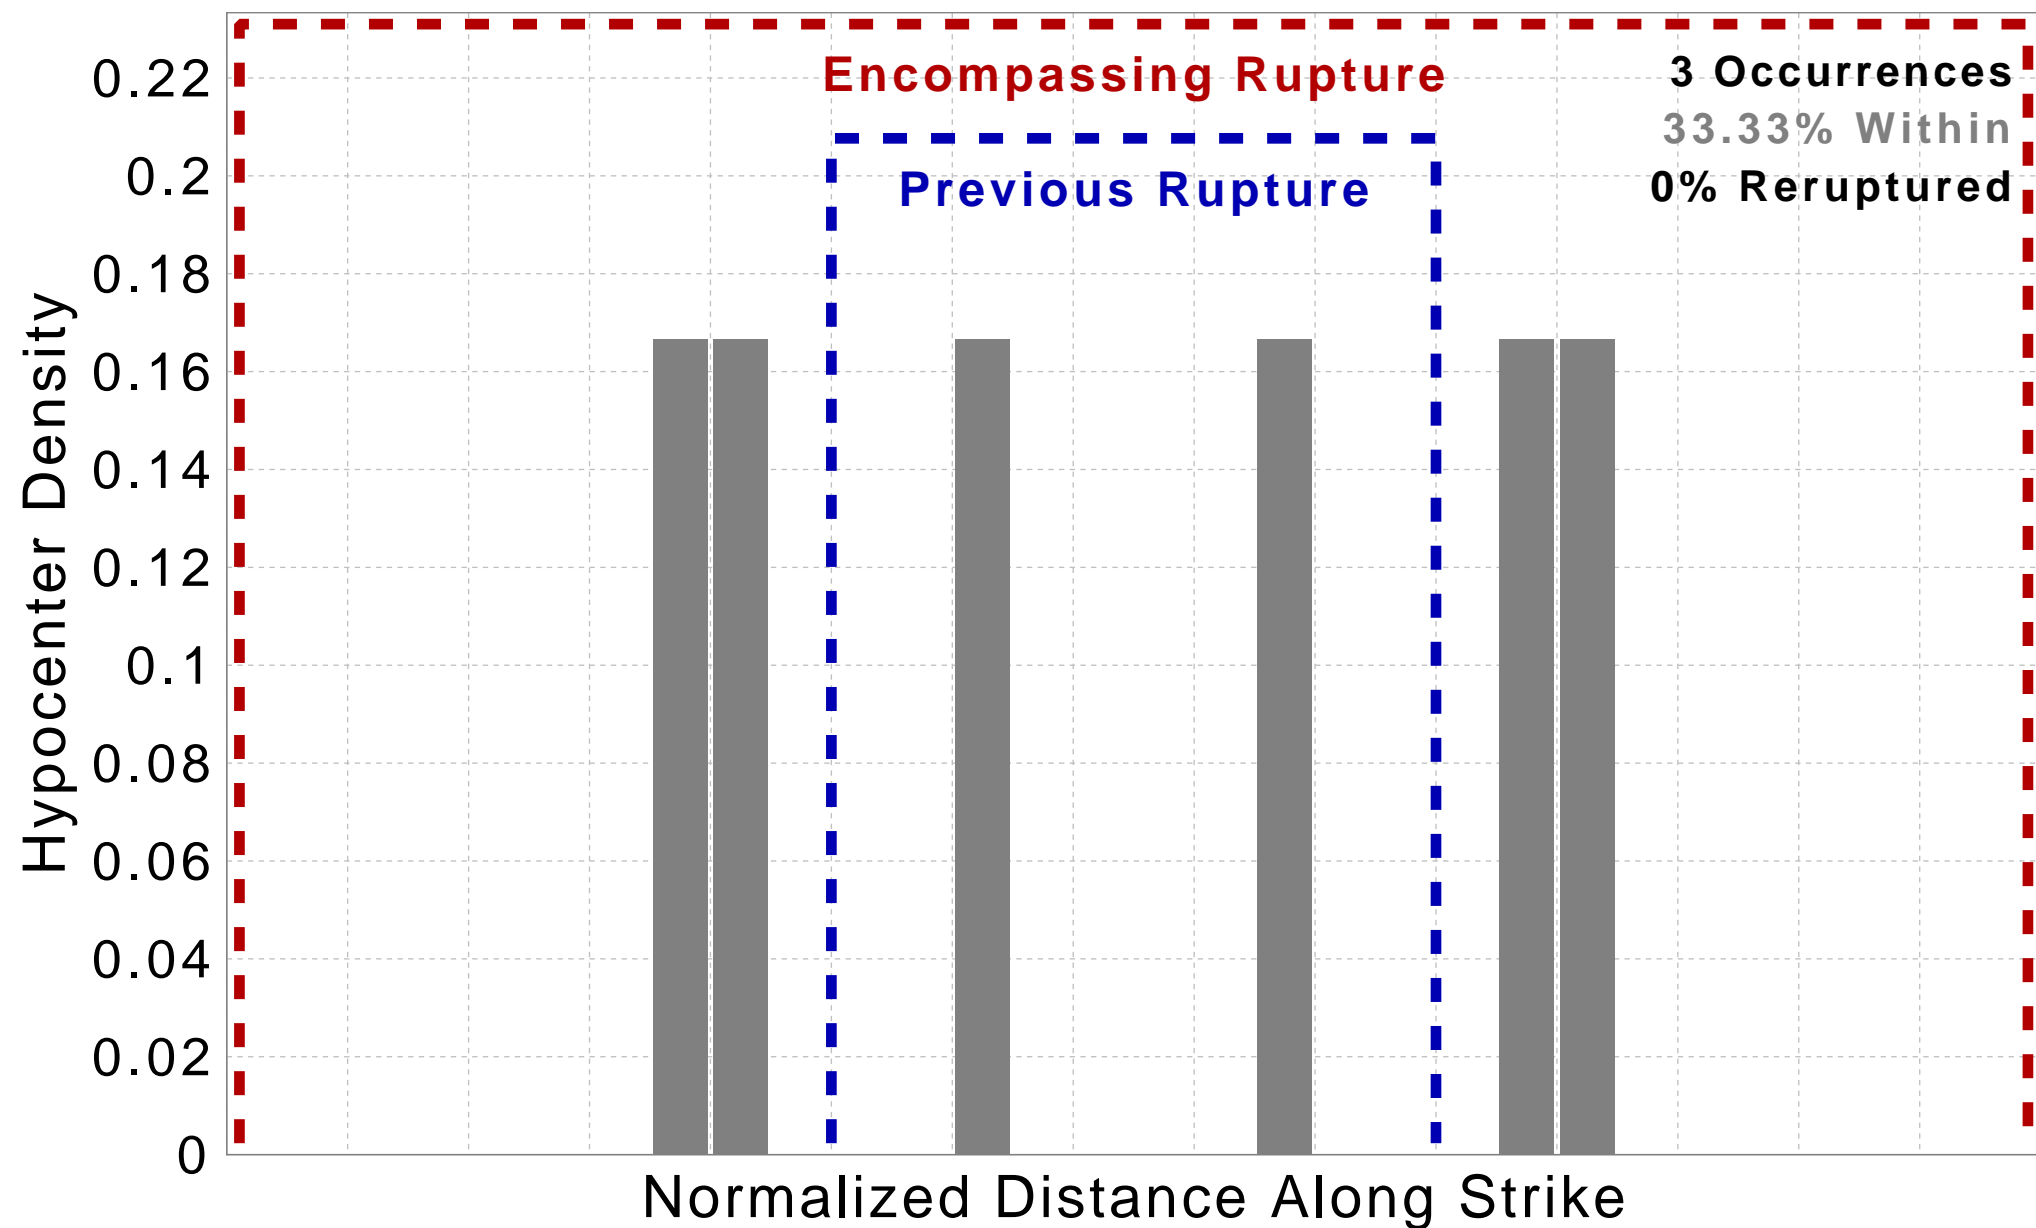 Encompassing Rupture
3 Occurrences
33.33% Within
Previous Rupture
0% Reruptured
Hypocenter Density
0.22
0.2
0.18
0.16
0.14
0.12
0.1
0.08
0.06
0.04
0.02
0
Normalized Distance Along Strike